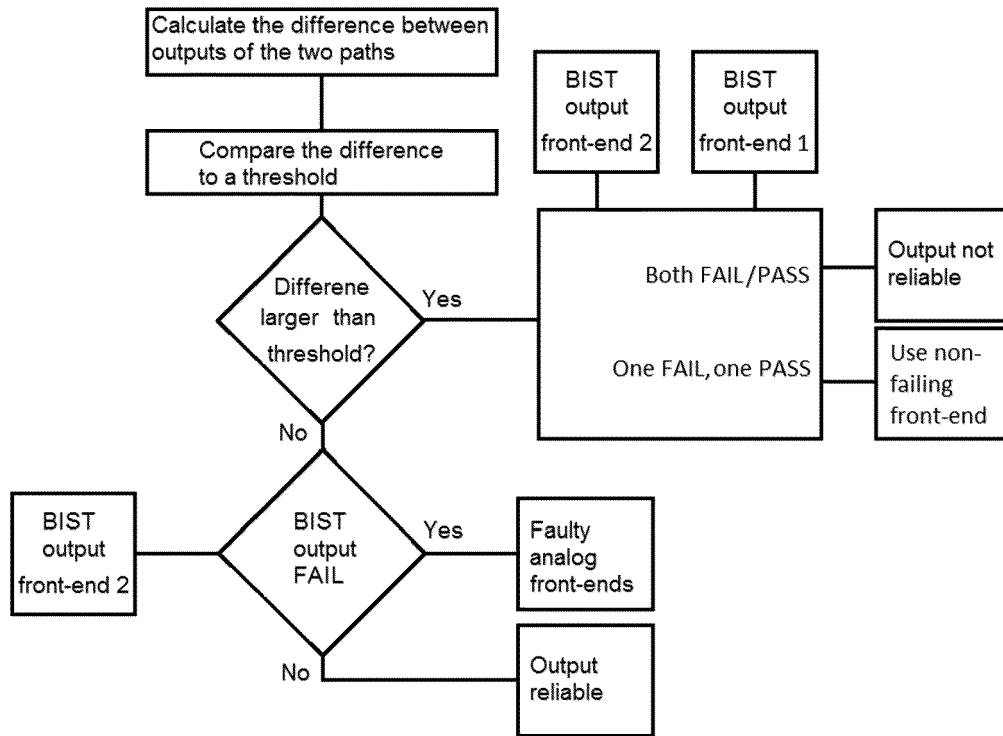 Calculate the difference between
outputs of the two paths
Compare the difference
to a threshold
BIST
output
front-end 2
BIST
output
front-end 1
Differene
larger than
threshold?
Yes
Both FAIL/PASS
One FAIL, one PASS
Output not
reliable
Use non-
failing
front-end
No
BIST
output
front-end 2
BIST
output
FAIL
Yes
Faulty
analog
front-ends
No
Output
reliable